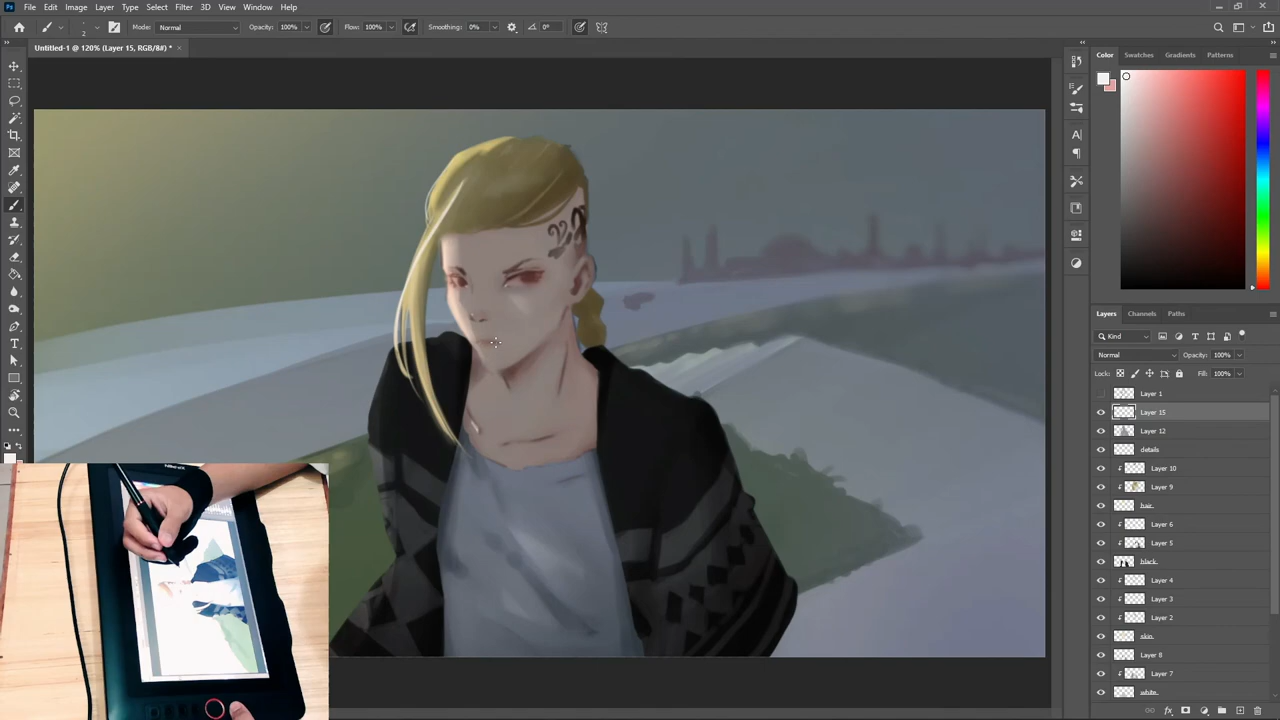 File Edit Image Layer Type Select Filter 3D View Window Help
2 Mode: Normal Opacity: 100% Flow: 100% Smoothing: 0% 0°
Untitled-1 @ 120% (Layer 15, RGB/8#) * ×
Color Swatches Gradients Patterns
Layers Channels Paths
Kind
Normal Opacity: 100%
Lock: Fill: 100%
Layer 1
Layer 15
Layer 12
details
Layer 10
Layer 9
hair
Layer 6
Layer 5
black
Layer 4
Layer 3
Layer 2
skin
Layer 8
Layer 7
white